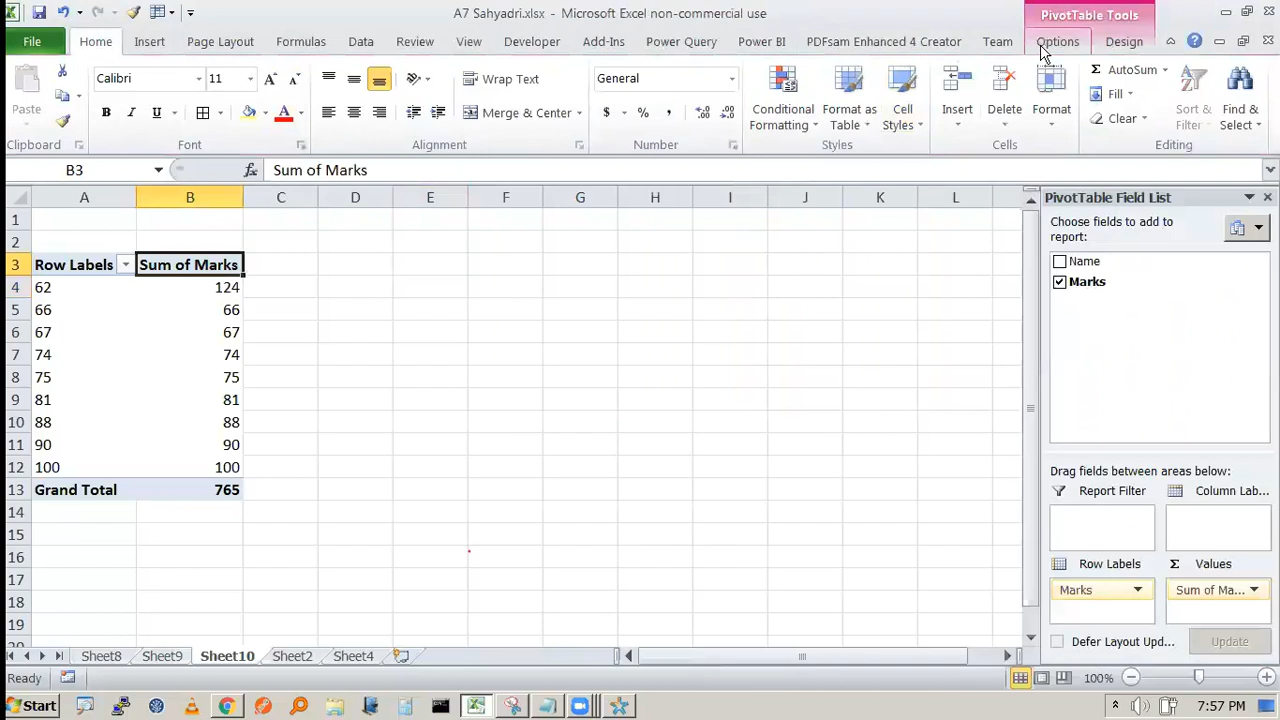 A7 Sahyadri.xlsx - Microsoft Excel non-commercial use
PivotTable Tools
File Home Insert Page Layout Formulas Data Review View Developer Add-Ins Power Query Power BI PDFsam Enhanced 4 Creator Team Options Design
Paste
Clipboard
Calibri 11
B I U A
Font
Wrap Text
Merge & Center
Alignment
General
$ % ,
Number
Conditional Formatting
Format as Table
Cell Styles
Styles
Insert Delete Format
Cells
Σ AutoSum
Fill
Clear
Sort & Filter
Find & Select
Editing
B3 fx Sum of Marks
A B C D E F G H I J K L
1
2
3 Row Labels Sum of Marks
4 62 124
5 66 66
6 67 67
7 74 74
8 75 75
9 81 81
10 88 88
11 90 90
12 100 100
13 Grand Total 765
14
15
16
17
18
19
PivotTable Field List
Choose fields to add to
report:
Name
Marks
Drag fields between areas below:
Report Filter Column Lab...
Row Labels Σ Values
Marks Sum of Ma...
Defer Layout Upd... Update
Sheet8 Sheet9 Sheet10 Sheet2 Sheet4
Ready 100%
Start 7:57 PM